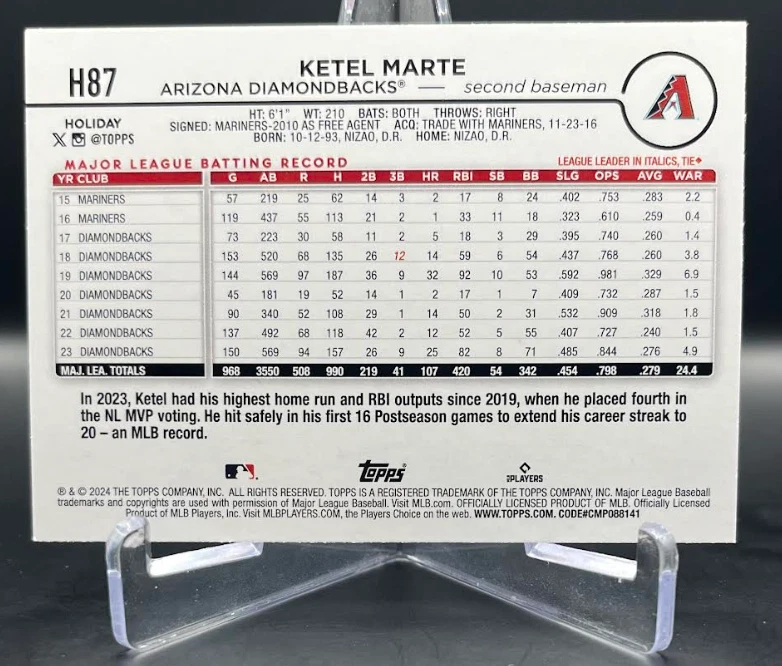 H87
KETEL MARTE
ARIZONA DIAMONDBACKS® — second baseman
HOLIDAY
X @TOPPS
HT: 6'1" WT: 210 BATS: BOTH THROWS: RIGHT
SIGNED: MARINERS-2010 AS FREE AGENT ACQ: TRADE WITH MARINERS, 11-23-16
BORN: 10-12-93, NIZAO, D.R. HOME: NIZAO, D.R.
MAJOR LEAGUE BATTING RECORD LEAGUE LEADER IN ITALICS, TIE♦
YR CLUB G AB R H 2B 3B HR RBI SB BB SLG OPS AVG WAR
15 MARINERS 57 219 25 62 14 3 2 17 8 24 .402 .753 .283 2.2
16 MARINERS 119 437 55 113 21 2 1 33 11 18 .323 .610 .259 0.4
17 DIAMONDBACKS 73 223 30 58 11 2 5 18 3 29 .395 .740 .260 1.4
18 DIAMONDBACKS 153 520 68 135 26 12 14 59 6 54 .437 .768 .260 3.8
19 DIAMONDBACKS 144 569 97 187 36 9 32 92 10 53 .592 .981 .329 6.9
20 DIAMONDBACKS 45 181 19 52 14 1 2 17 1 7 .409 .732 .287 1.5
21 DIAMONDBACKS 90 340 52 108 29 1 14 50 2 31 .532 .909 .318 1.8
22 DIAMONDBACKS 137 492 68 118 42 2 12 52 5 55 .407 .727 .240 1.5
23 DIAMONDBACKS 150 569 94 157 26 9 25 82 8 71 .485 .844 .276 4.9
MAJ. LEA. TOTALS 968 3550 508 990 219 41 107 420 54 342 .454 .798 .279 24.4
In 2023, Ketel had his highest home run and RBI outputs since 2019, when he placed fourth in
the NL MVP voting. He hit safely in his first 16 Postseason games to extend his career streak to
20 – an MLB record.
topps® PLAYERS
® & © 2024 THE TOPPS COMPANY, INC. ALL RIGHTS RESERVED. TOPPS IS A REGISTERED TRADEMARK OF THE TOPPS COMPANY, INC. Major League Baseball
trademarks and copyrights are used with permission of Major League Baseball. Visit MLB.com. OFFICIALLY LICENSED PRODUCT OF MLB. Officially Licensed
Product of MLB Players, Inc. Visit MLBPLAYERS.COM, the Players Choice on the web. WWW.TOPPS.COM. CODE#CMP088141